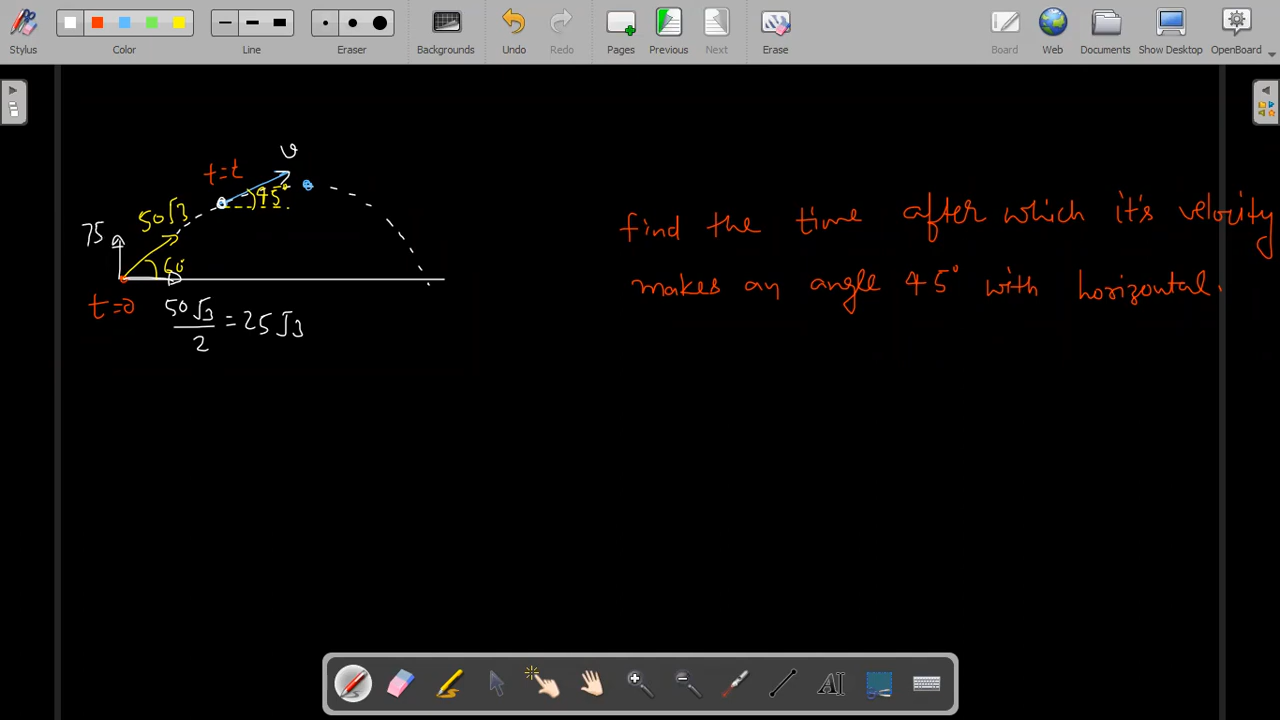 Stylus
Color
Line
Eraser
Backgrounds
Undo
Redo
Pages
Previous
Next
Erase
Board
Web
Documents
Show Desktop
OpenBoard
v
t=t
45°
50√3
75
60°
t=0
50√3
2
=25√3
find the time after which it's velocity
makes an angle 45° with horizontal.
AI